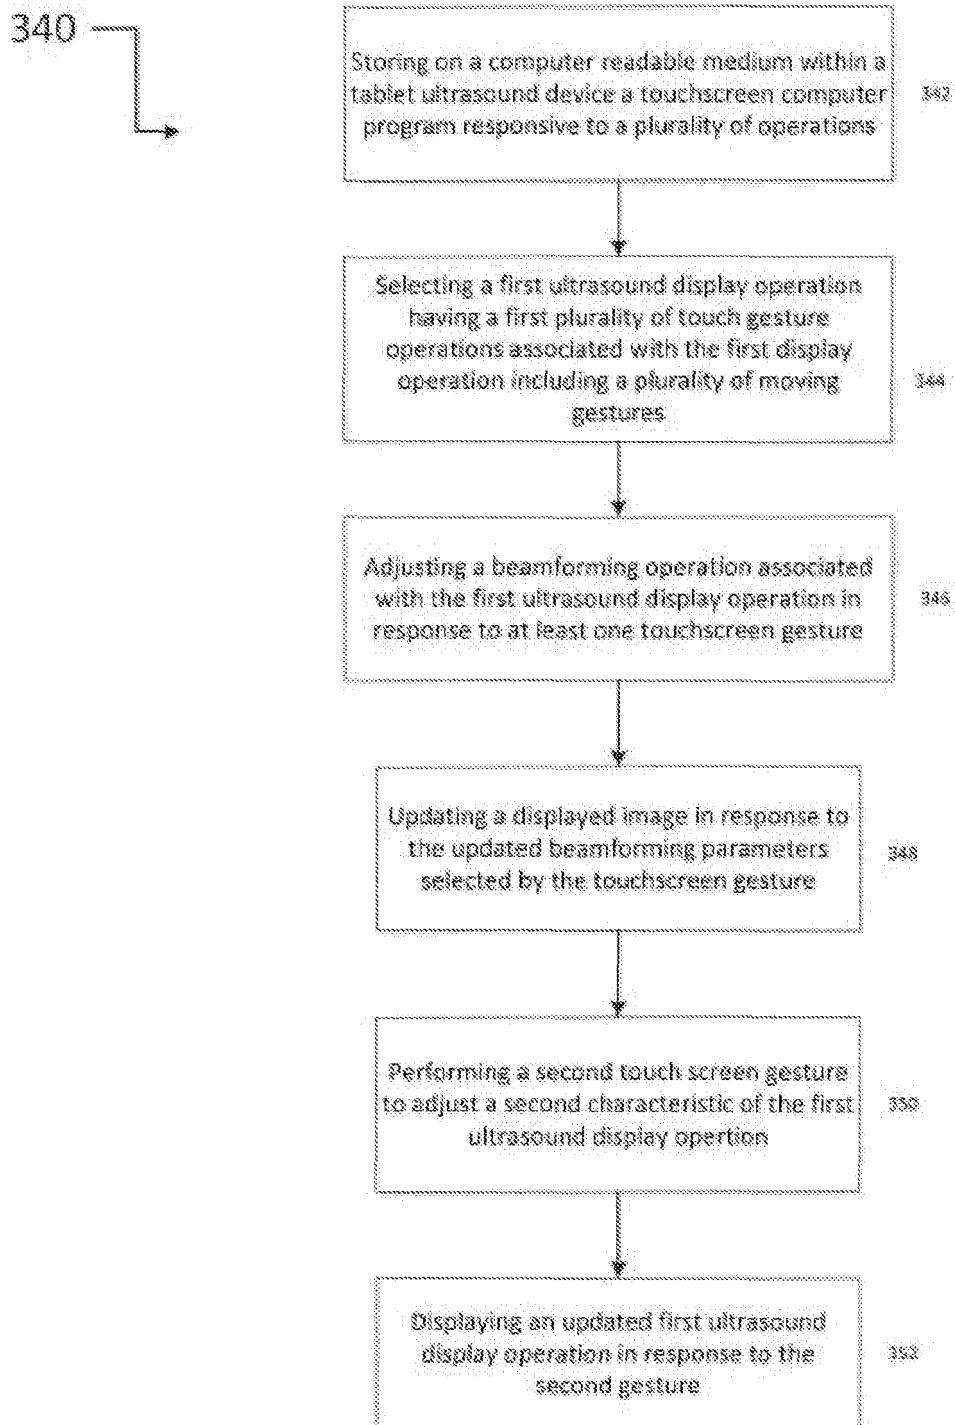 340
Storing on a computer readable medium within a
tablet ultrasound device a touchscreen computer
program responsive to a plurality of operations
342
Selecting a first ultrasound display operation
having a first plurality of touch gesture
operations associated with the first display
operation including a plurality of moving
gestures
344
Adjusting a beamforming operation associated
with the first ultrasound display operation in
response to at least one touchscreen gesture
346
Updating a displayed image in response to
the updated beamforming parameters
selected by the touchscreen gesture
348
Performing a second touch screen gesture
to adjust a second characteristic of the first
ultrasound display opertion
350
Displaying an updated first ultrasound
display operation in response to the
second gesture
352